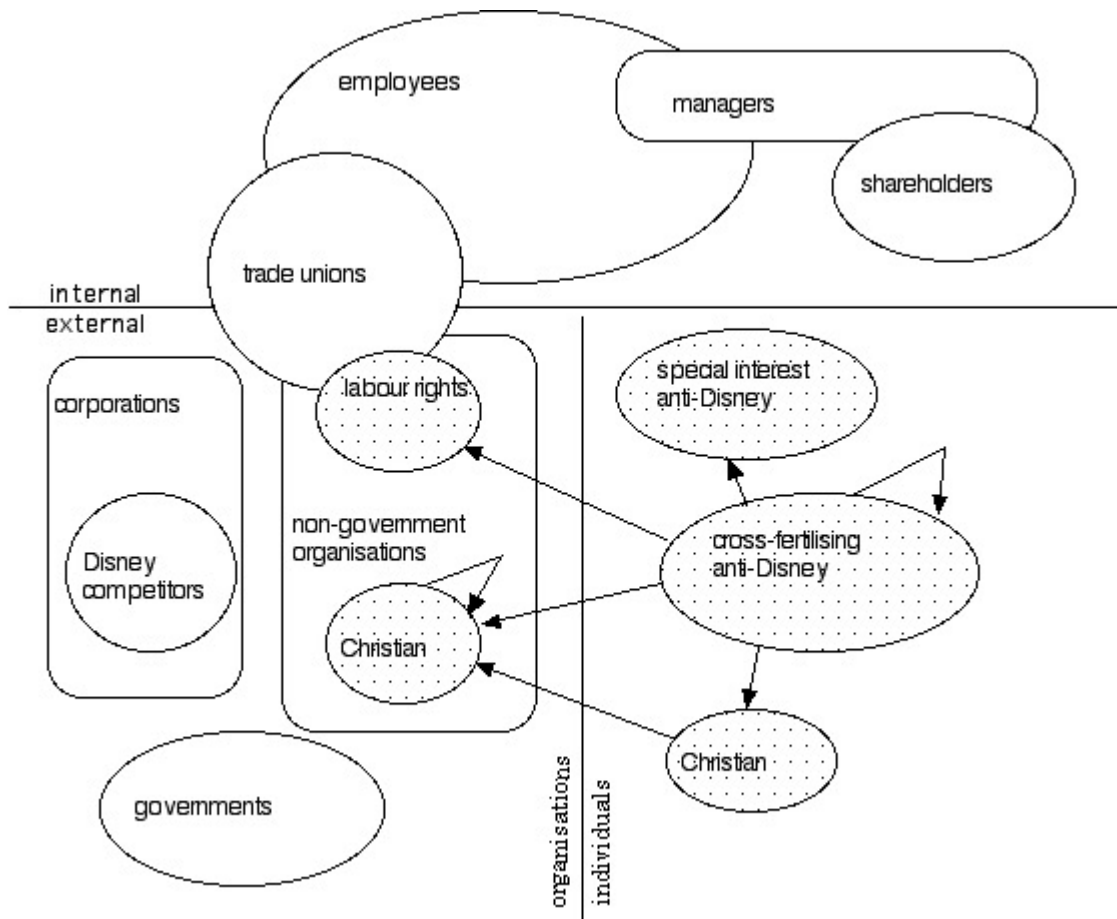 employees
managers
shareholders
trade unions
internal
external
corporations
labour rights
special interest
anti-Disney
non-government
organisations
cross-fertilising
anti-Disney
Disney
competitors
Christian
Christian
governments
organisations
individuals